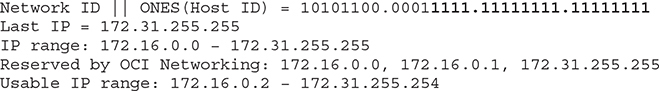 Network ID || ONES(Host ID) = 10101100.00011111.11111111.11111111
Last IP = 172.31.255.255
IP range: 172.16.0.0 - 172.31.255.255
Reserved by OCI Networking: 172.16.0.0, 172.16.0.1, 172.31.255.255
Usable IP range: 172.16.0.2 - 172.31.255.254